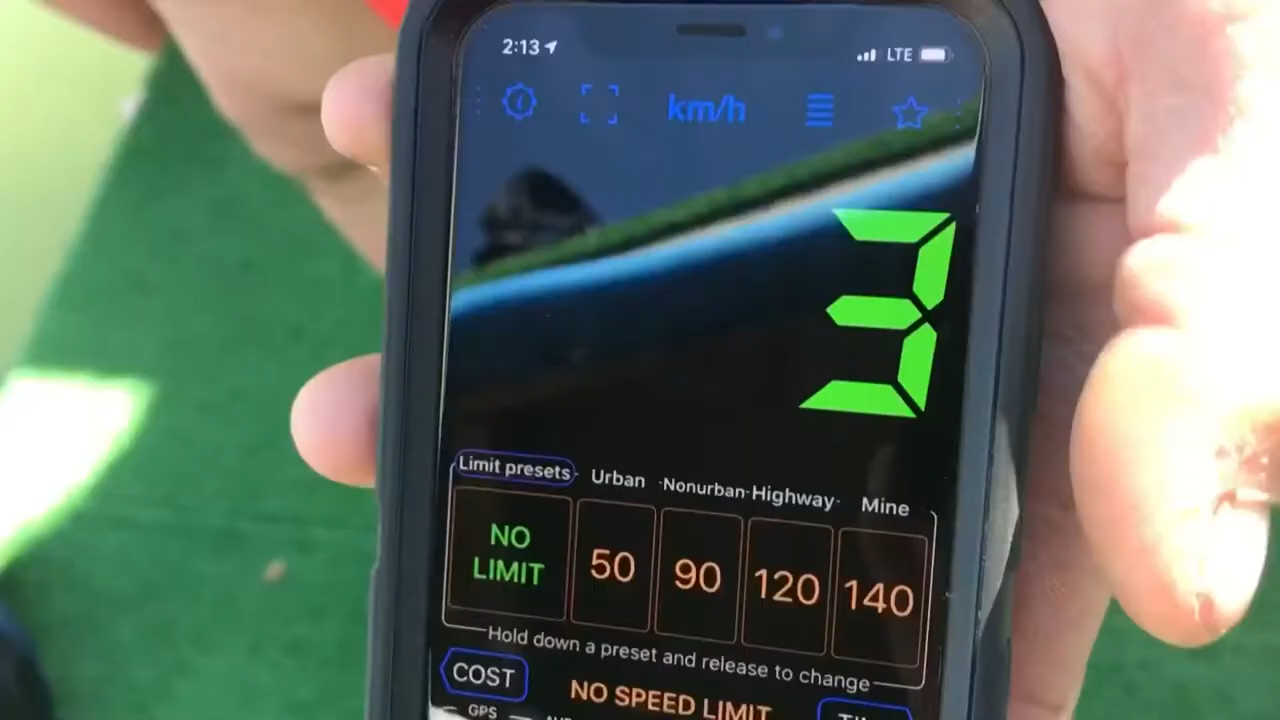 2:13 LTE
km/h
3
Limit presets Urban Nonurban Highway Mine
NO LIMIT 50 90 120 140
Hold down a preset and release to change
COST NO SPEED LIMIT
GPS